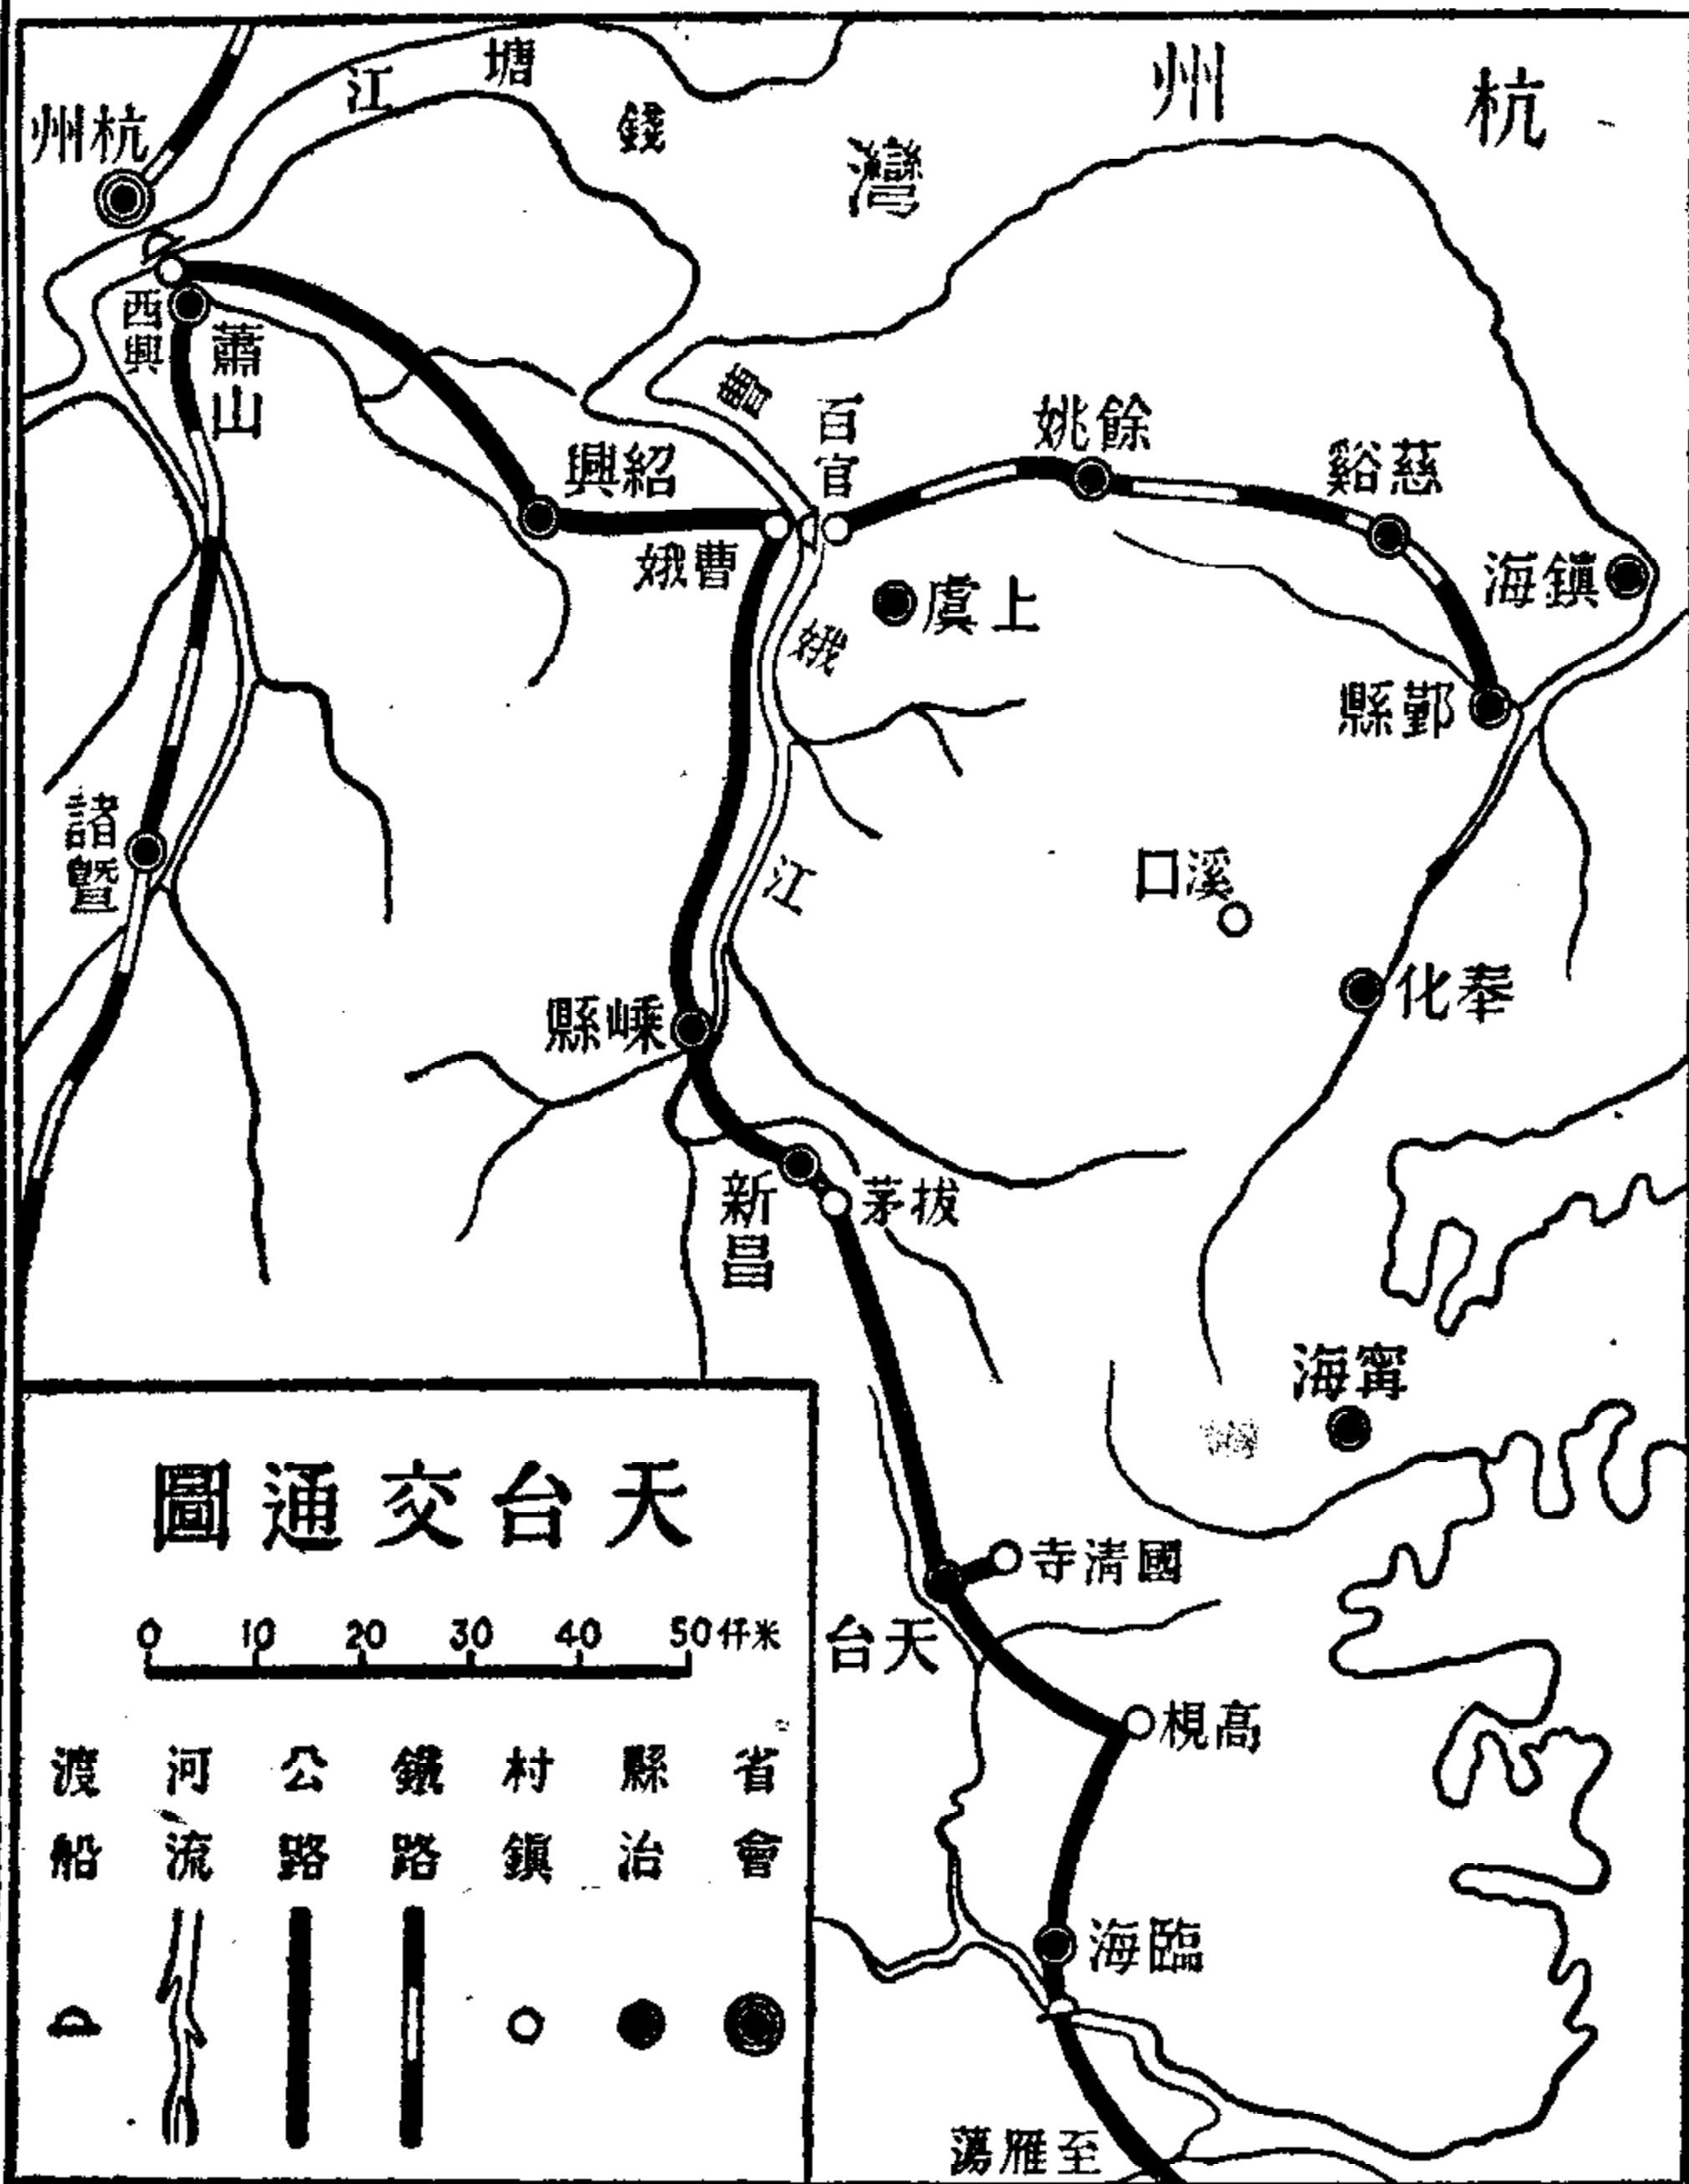 杭州灣
錢塘江
杭州
西興
蕭山
紹興
曹娥
百官
曹娥江
餘姚
慈谿
鎮海
上虞
鄞縣
諸暨
溪口
奉化
嵊縣
新昌
拔茅
甯海
國清寺
天台
高梘
臨海
至雁蕩
天台交通圖
0 10 20 30 40 50仟米
省會
縣治
村鎮
鐵路
公路
河流
渡船